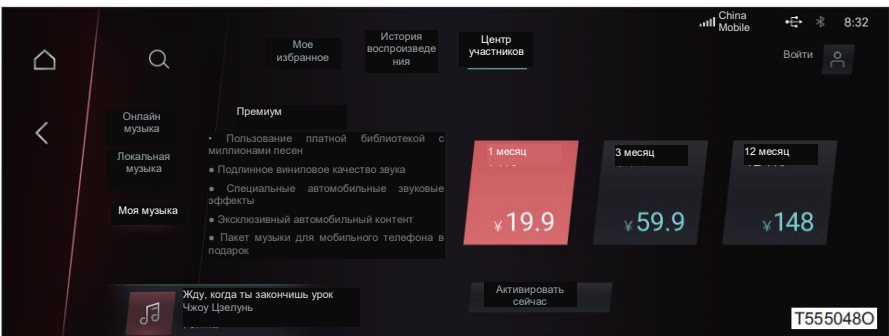 China
Mobile
8:32
Мое
избранное
История
воспроизведе
ния
Центр
участников
Войти
Онлайн
музыка
Локальная
музыка
Моя музыка
Премиум
• Пользование платной библиотекой с
миллионами песен
● Подлинное виниловое качество звука
● Специальные автомобильные звуковые
эффекты
● Эксклюзивный автомобильный контент
● Пакет музыки для мобильного телефона в
подарок
1 месяц
¥19.9
3 месяц
¥59.9
12 месяц
¥148
Активировать
сейчас
Жду, когда ты закончишь урок
Чжоу Цзелунь
T555048O